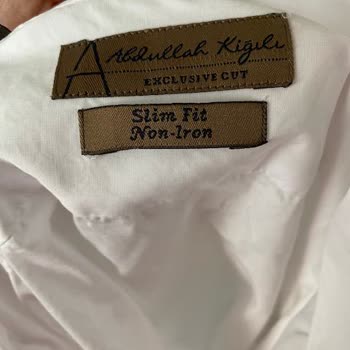 A Abdullah Kiğılı
EXCLUSIVE CUT
Slim Fit
Non-Iron